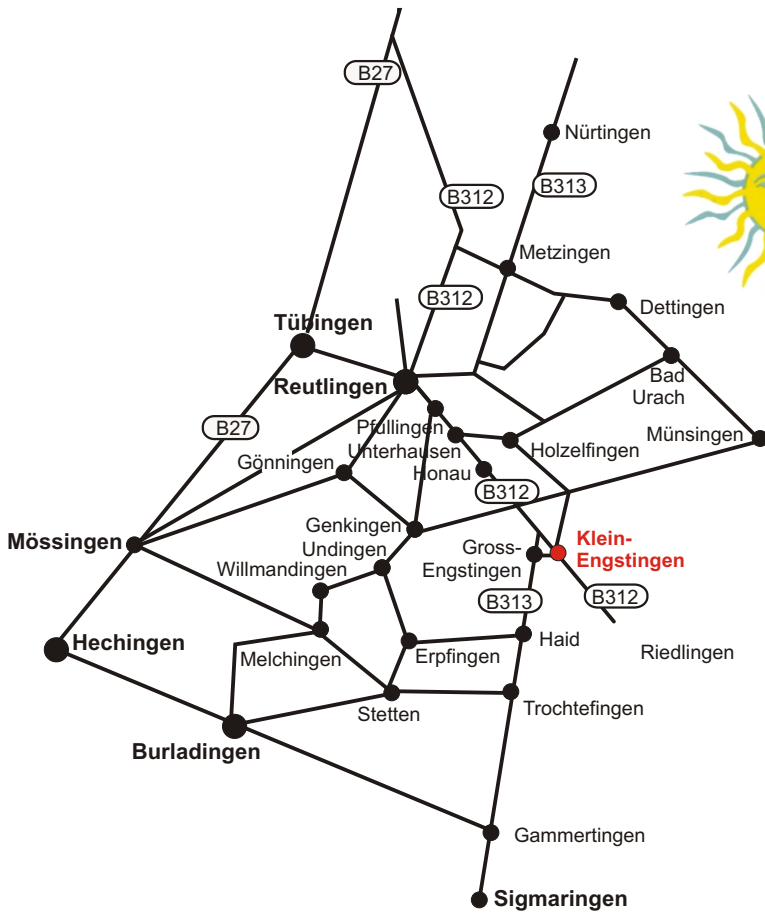 B27
Nürtingen
B313
B312
Metzingen
B312
Dettingen
Tübingen
Reutlingen
Bad
Urach
B27
Pfullingen
Unterhausen
Honau
Holzelfingen
Münsingen
Gönningen
B312
Mössingen
Genkingen
Undingen
Willmandingen
Gross-
Engstingen
Klein-
Engstingen
B313
B312
Hechingen
Melchingen
Erpfingen
Haid
Riedlingen
Stetten
Trochtefingen
Burladingen
Gammertingen
Sigmaringen